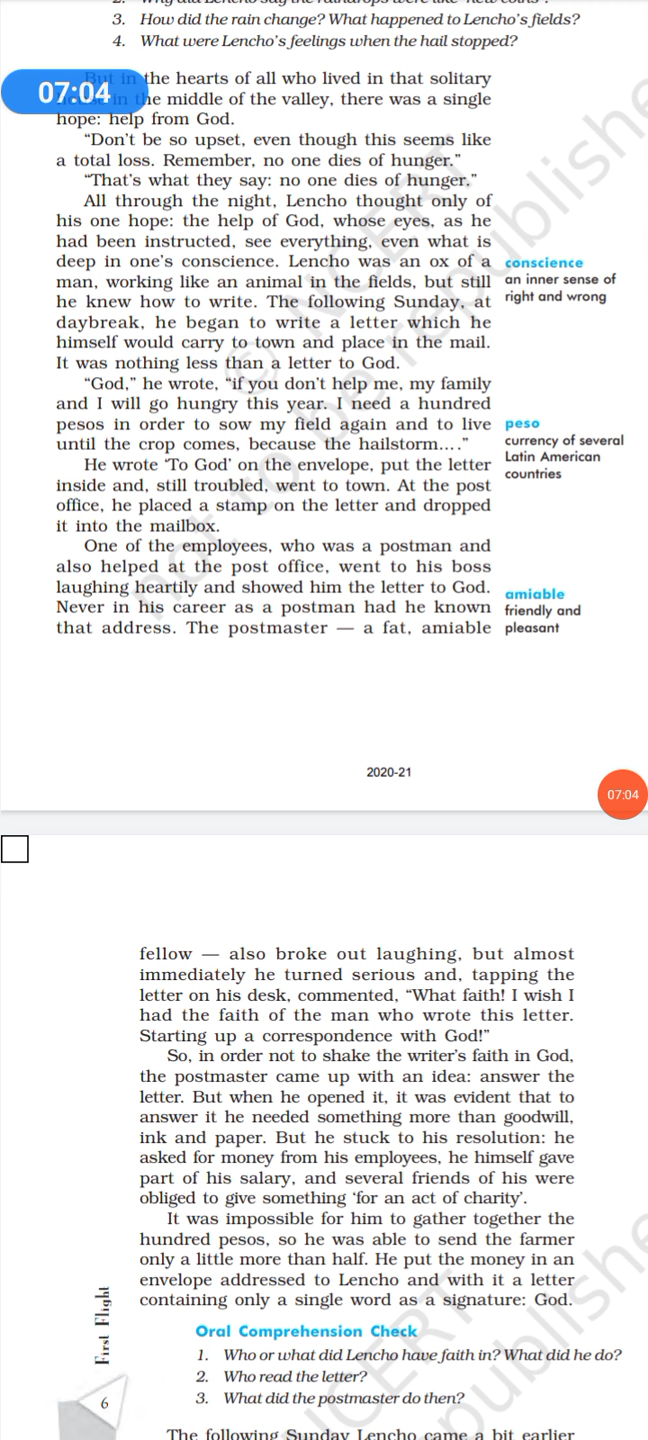 3. How did the rain change? What happened to Lencho's fields?
4. What were Lencho's feelings when the hail stopped?
in the hearts of all who lived in that solitary
07:04
in the middle of the valley, there was a single
hope: help from God.
“Don't be so upset, even though this seems like
a total loss. Remember, no one dies of hunger.”
“That's what they say: no one dies of hunger.”
All through the night, Lencho thought only of
his one hope: the help of God, whose eyes, as he
had been instructed, see everything, even what is
deep in one's conscience. Lencho was an ox of a
man, working like an animal in the fields, but still
he knew how to write. The following Sunday, at
daybreak, he began to write a letter which he
himself would carry to town and place in the mail.
It was nothing less than a letter to God.
conscience
an inner sense of
right and wrong
“God,” he wrote, “if you don't help me, my family
and I will go hungry this year. I need a hundred
pesos in order to sow my field again and to live
until the crop comes, because the hailstorm....”
peso
currency of several
Latin American
countries
He wrote ‘To God’ on the envelope, put the letter
inside and, still troubled, went to town. At the post
office, he placed a stamp on the letter and dropped
it into the mailbox.
One of the employees, who was a postman and
also helped at the post office, went to his boss
laughing heartily and showed him the letter to God.
Never in his career as a postman had he known
that address. The postmaster — a fat, amiable
amiable
friendly and
pleasant
© NCERT
not to be republished
2020-21
07:04
fellow — also broke out laughing, but almost
immediately he turned serious and, tapping the
letter on his desk, commented, “What faith! I wish I
had the faith of the man who wrote this letter.
Starting up a correspondence with God!”
So, in order not to shake the writer's faith in God,
the postmaster came up with an idea: answer the
letter. But when he opened it, it was evident that to
answer it he needed something more than goodwill,
ink and paper. But he stuck to his resolution: he
asked for money from his employees, he himself gave
part of his salary, and several friends of his were
obliged to give something ‘for an act of charity’.
It was impossible for him to gather together the
hundred pesos, so he was able to send the farmer
only a little more than half. He put the money in an
envelope addressed to Lencho and with it a letter
containing only a single word as a signature: God.
Oral Comprehension Check
1. Who or what did Lencho have faith in? What did he do?
2. Who read the letter?
3. What did the postmaster do then?
First Flight
6
The following Sunday Lencho came a bit earlier